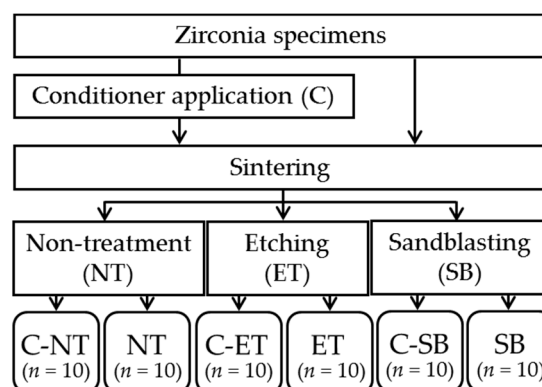 Zirconia specimens
Conditioner application (C)
Sintering
Non-treatment
(NT)
Etching
(ET)
Sandblasting
(SB)
C-NT
(n = 10)
NT
(n = 10)
C-ET
(n = 10)
ET
(n = 10)
C-SB
(n = 10)
SB
(n = 10)